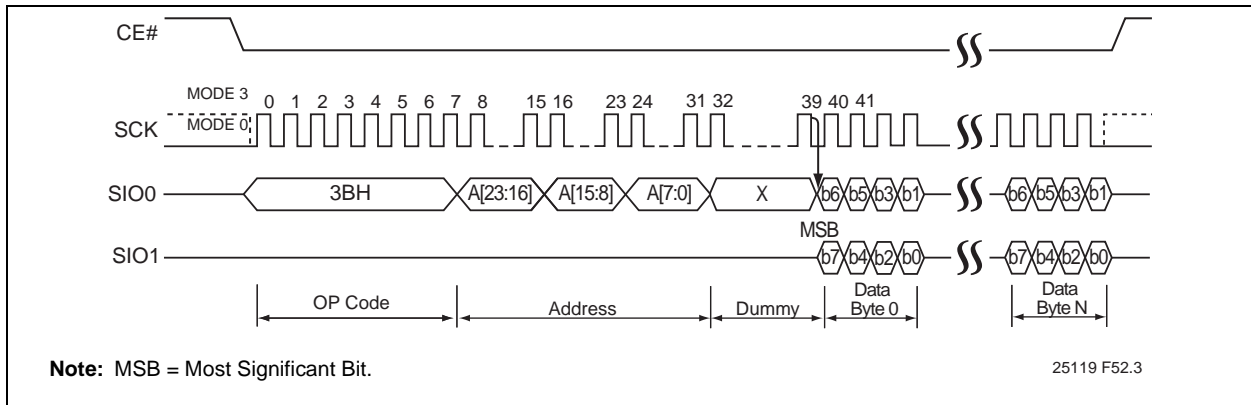 CE#
MODE 3
0 1 2 3 4 5 6 7 8 15 16 23 24 31 32 39 40 41
SCK
MODE 0
SIO0
3BH A[23:16] A[15:8] A[7:0] X b6 b5 b3 b1 b6 b5 b3 b1
MSB
SIO1
b7 b4 b2 b0 b7 b4 b2 b0
OP Code Address Dummy Data Byte 0 Data Byte N
Note: MSB = Most Significant Bit.
25119 F52.3